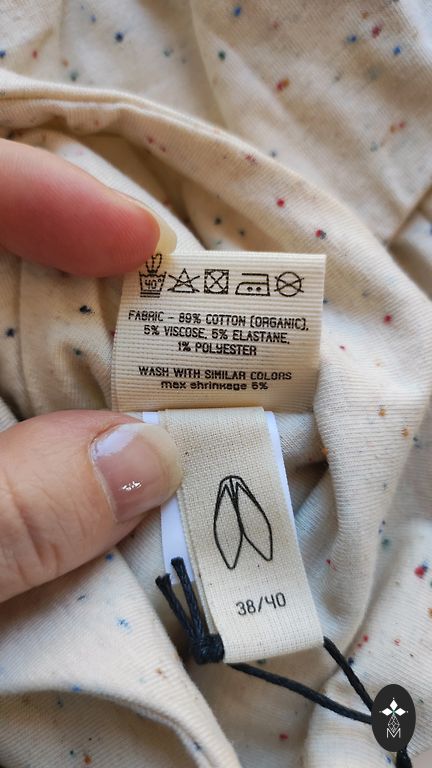 40°
FABRIC - 89% COTTON [ORGANIC],
5% VISCOSE, 5% ELASTANE,
1% POLYESTER
WASH WITH SIMILAR COLORS
max shrinkage 5%
38/40
M